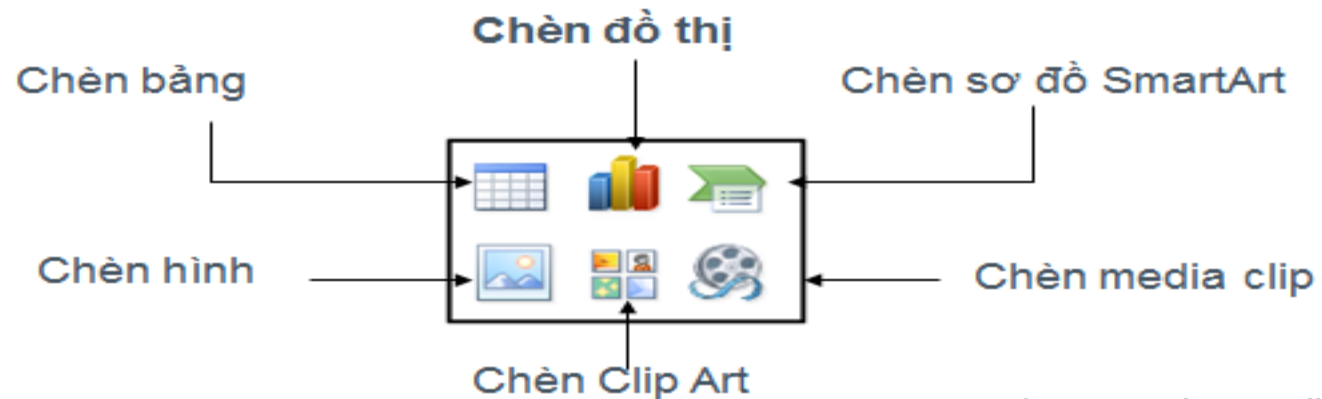 Chèn đồ thị
Chèn bảng
Chèn sơ đồ SmartArt
Chèn hình
Chèn media clip
Chèn Clip Art